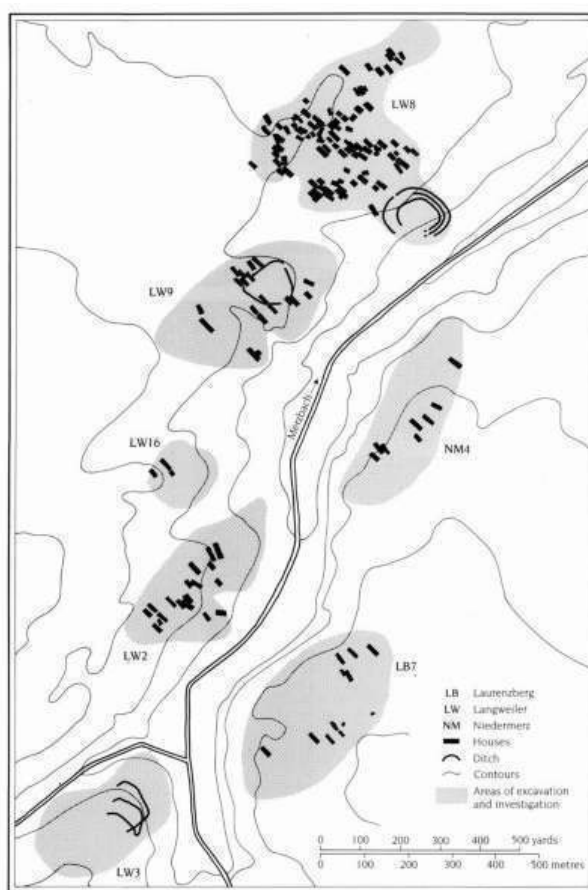 LW8
LW9
Merzbach
LW16
NM4
LW2
LB7
LB Laurenzberg
LW Langweiler
NM Niedermerz
Houses
Ditch
Contours
Areas of excavation
and investigation
0 100 200 300 400 500 yards
0 100 200 300 400 500 metres
LW3